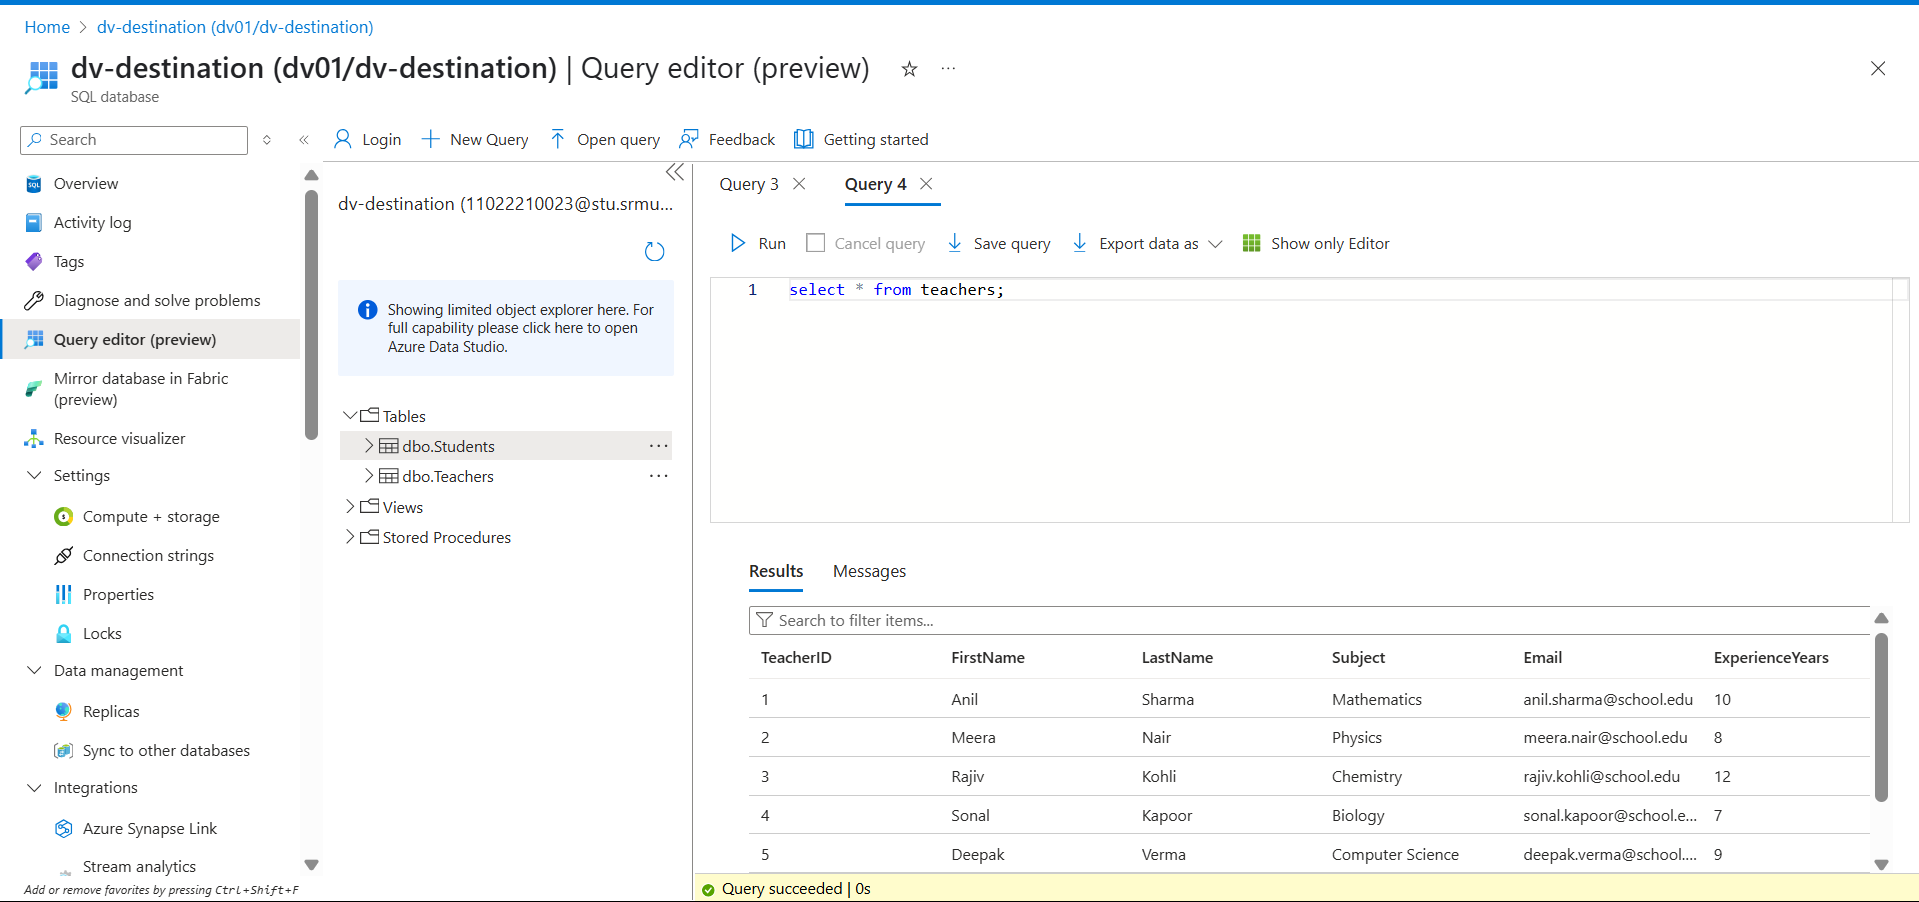 Home > dv-destination (dv01/dv-destination)
dv-destination (dv01/dv-destination) | Query editor (preview)
SQL database
Search
Overview
Activity log
Tags
Diagnose and solve problems
Query editor (preview)
Mirror database in Fabric
(preview)
Resource visualizer
Settings
Compute + storage
Connection strings
Properties
Locks
Data management
Replicas
Sync to other databases
Integrations
Azure Synapse Link
Stream analytics
Add or remove favorites by pressing Ctrl+Shift+F
Login New Query Open query Feedback Getting started
dv-destination (11022210023@stu.srmu...
Showing limited object explorer here. For
full capability please click here to open
Azure Data Studio.
Tables
dbo.Students ...
dbo.Teachers ...
Views
Stored Procedures
Query 3 Query 4
Run Cancel query Save query Export data as Show only Editor
1 select * from teachers;
Results Messages
Search to filter items...
TeacherID FirstName LastName Subject Email ExperienceYears
1 Anil Sharma Mathematics anil.sharma@school.edu 10
2 Meera Nair Physics meera.nair@school.edu 8
3 Rajiv Kohli Chemistry rajiv.kohli@school.edu 12
4 Sonal Kapoor Biology sonal.kapoor@school.e... 7
5 Deepak Verma Computer Science deepak.verma@school.... 9
Query succeeded | 0s